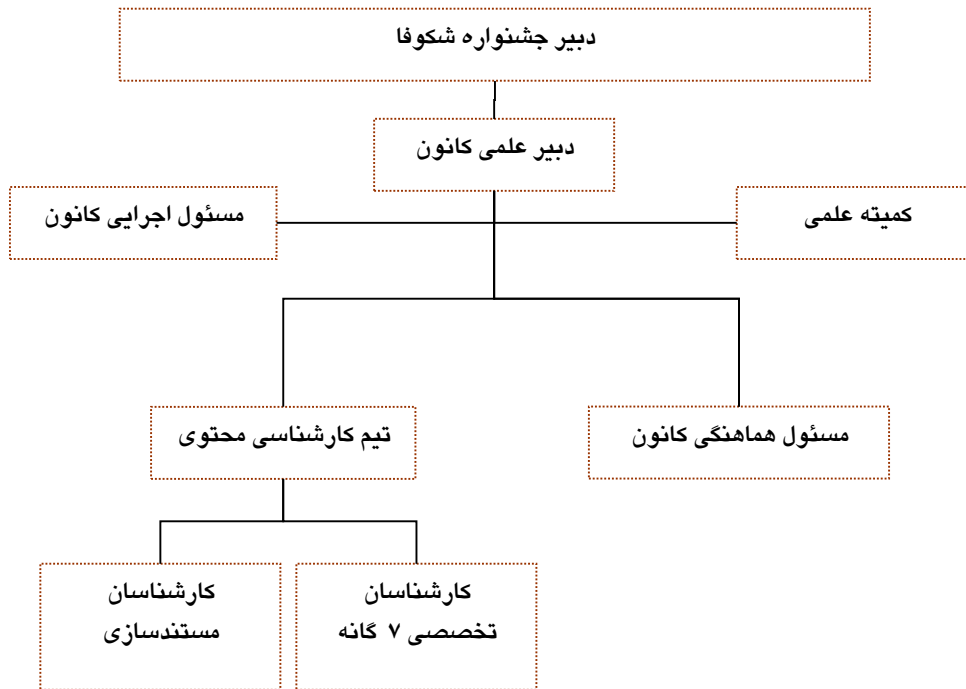 دبیر جشنواره شکوفا
دبیر علمی کانون
کمیته علمی
مسئول اجرایی کانون
مسئول هماهنگی کانون
تیم کارشناسی محتوی
کارشناسان
تخصصی ۷ گانه
کارشناسان
مستندسازی